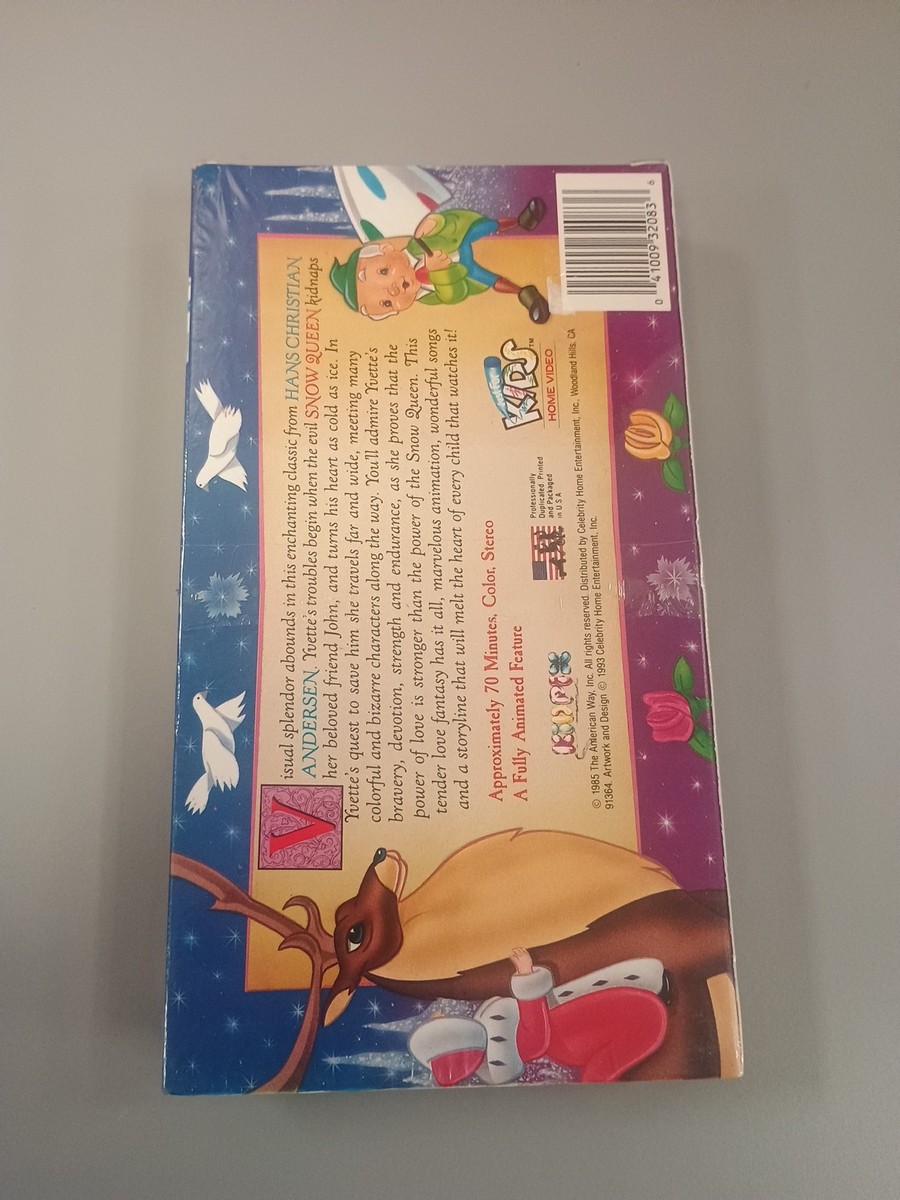 Visual splendor abounds in this enchanting classic from HANS CHRISTIAN
ANDERSEN. Yvette's troubles begin when the evil SNOW QUEEN kidnaps
her beloved friend John, and turns his heart as cold as ice. In
Yvette's quest to save him she travels far and wide, meeting many
colorful and bizarre characters along the way. You'll admire Yvette's
bravery, devotion, strength and endurance, as she proves that the
power of love is stronger than the power of the Snow Queen. This
tender love fantasy has it all, marvelous animation, wonderful songs
and a storyline that will melt the heart of every child that watches it!
Approximately 70 Minutes, Color, Stereo
A Fully Animated Feature
KIDPIX
Professionally
Duplicated Printed
and Packaged
in U S A
KIDS™
HOME VIDEO
© 1985 The American Way, Inc. All rights reserved. Distributed by Celebrity Home Entertainment, Inc., Woodland Hills, CA
91364. Artwork and Design © 1993 Celebrity Home Entertainment, Inc.
0 41009 32083 6